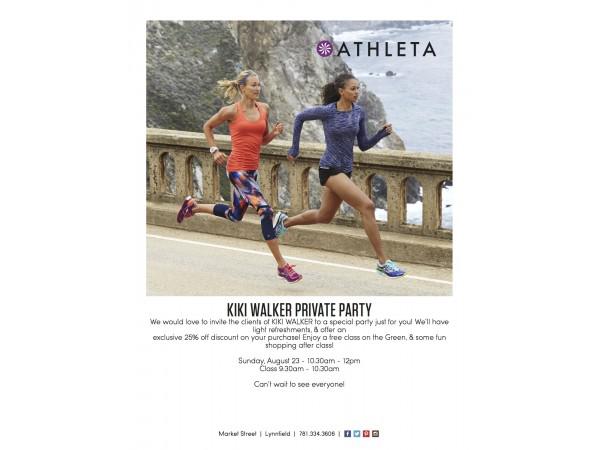 ATHLETA
KIKI WALKER PRIVATE PARTY
We would love to invite the clients of KIKI WALKER to a special party just for you! We'll have
light refreshments, & offer an
exclusive 25% off discount on your purchase! Enjoy a free class on the Green, & some fun
shopping after class!
Sunday, August 23 - 10.30am - 12pm
Class 9.30am - 10.30am
Can't wait to see everyone!
Market Street | Lynnfield | 781.334.3606 |